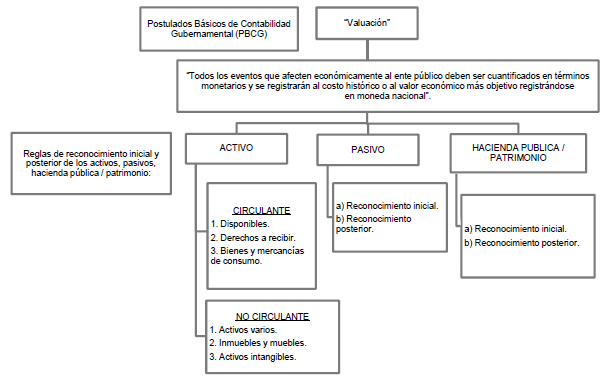 Postulados Básicos de Contabilidad
Gubernamental (PBCG)
“Valuación”
“Todos los eventos que afecten económicamente al ente público deben ser cuantificados en términos
monetarios y se registrarán al costo histórico o al valor económico más objetivo registrándose
en moneda nacional”.
Reglas de reconocimiento inicial y
posterior de los activos, pasivos,
hacienda pública / patrimonio:
ACTIVO
PASIVO
HACIENDA PUBLICA /
PATRIMONIO
CIRCULANTE
1. Disponibles.
2. Derechos a recibir.
3. Bienes y mercancías
de consumo.
a) Reconocimiento inicial.
b) Reconocimiento
posterior.
a) Reconocimiento inicial.
b) Reconocimiento posterior.
NO CIRCULANTE
1. Activos varios.
2. Inmuebles y muebles.
3. Activos intangibles.